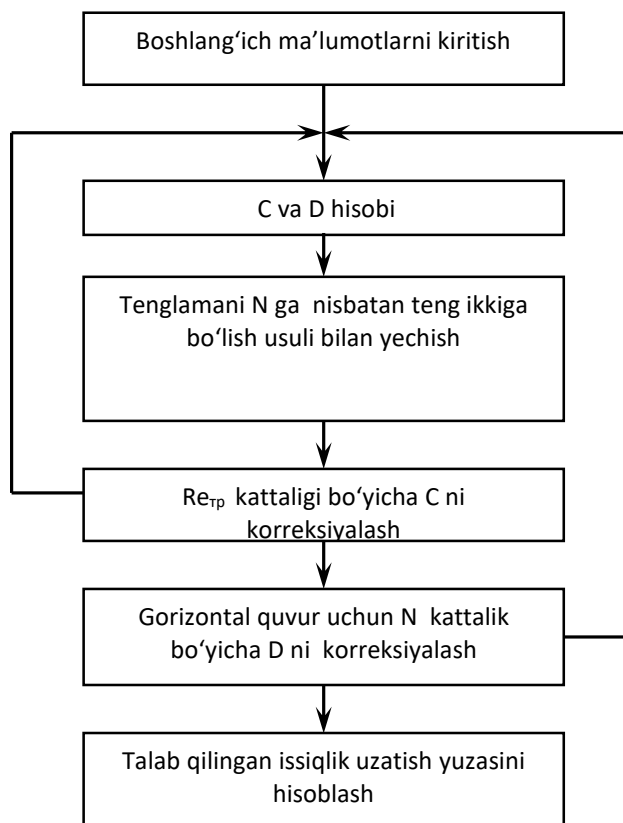 Boshlang‘ich ma’lumotlarni kiritish
C va D hisobi
Tenglamani N ga  nisbatan teng ikkiga
bo‘lish usuli bilan yechish
Reтр  kattaligi bo‘yicha C ni
korreksiyalash
Gorizontal quvur uchun N  kattalik
bo‘yicha D ni  korreksiyalash
Talab qilingan issiqlik uzatish yuzasini
hisoblash